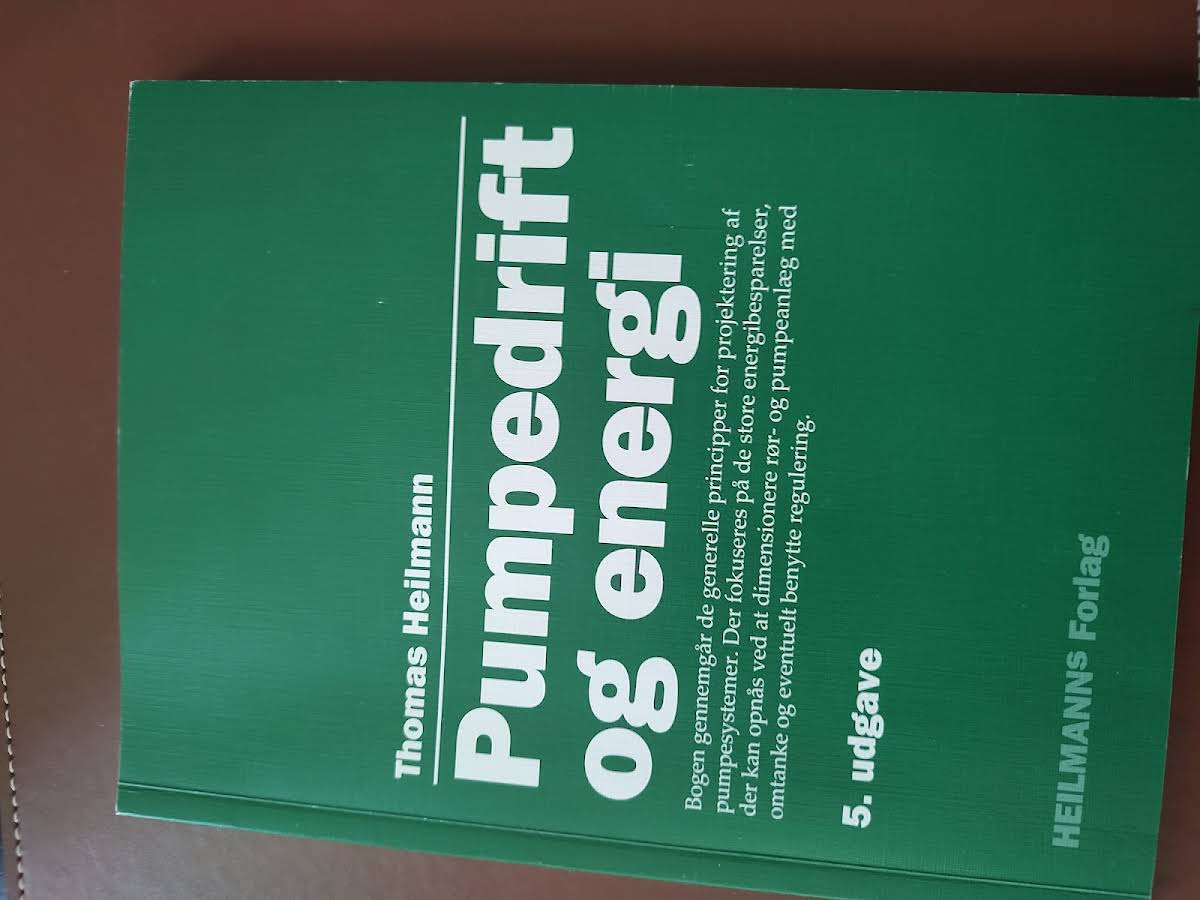 Thomas Heilmann
Pumpedrift
og energi
Bogen gennemgår de generelle principper for projektering af
pumpesystemer. Der fokuseres på de store energibesparelser,
der kan opnås ved at dimensionere rør- og pumpeanlæg med
omtanke og eventuelt benytte regulering.
5. udgave
HEILMANNS Forlag